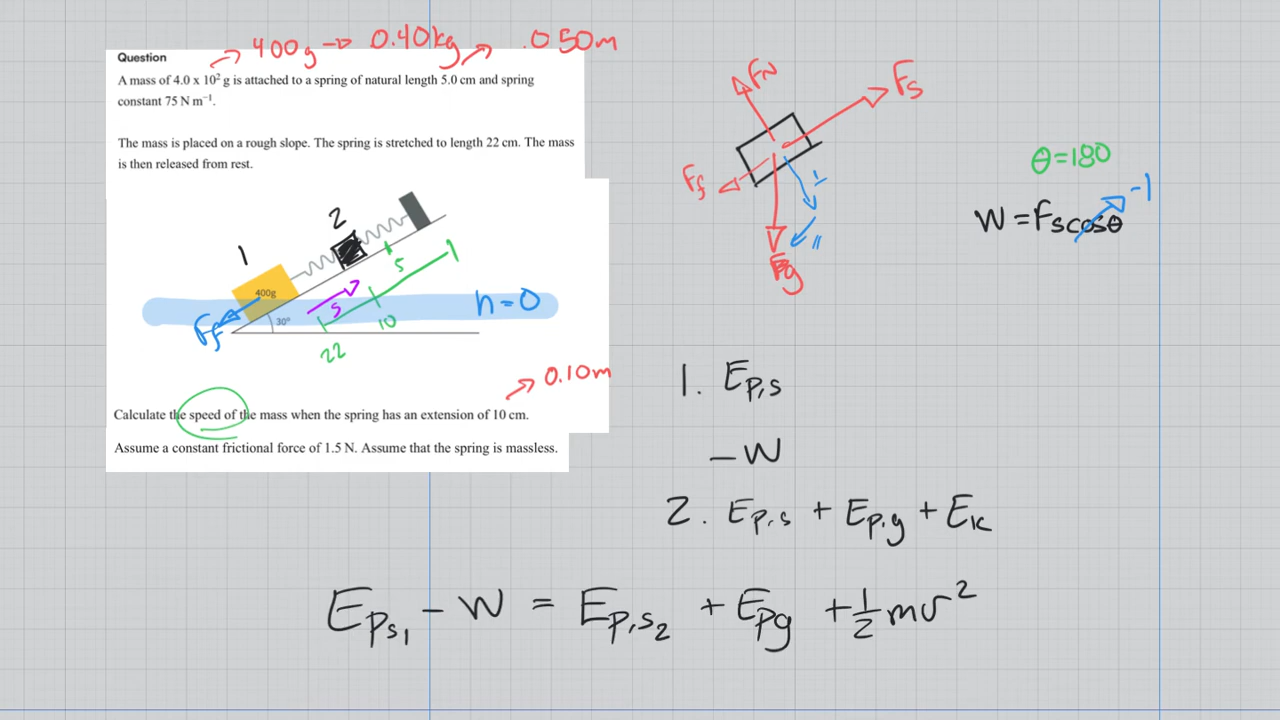 400g → 0.40kg .050m
Question
A mass of 4.0 x 10² g is attached to a spring of natural length 5.0 cm and spring
constant 75 N m⁻¹.
The mass is placed on a rough slope. The spring is stretched to length 22 cm. The mass
is then released from rest.
1
2
5
400g
30°
S
10
22
h=0
Ff
0.10m
Calculate the speed of the mass when the spring has an extension of 10 cm.
Assume a constant frictional force of 1.5 N. Assume that the spring is massless.
FN
Fs
Ff
⊥
||
Fg
θ=180
W=Fscosθ
-1
1. Ep,s
-W
2. Ep,s + Ep,g + Ek
Eps₁ - W = Ep,s₂ + Epg + ½mv²